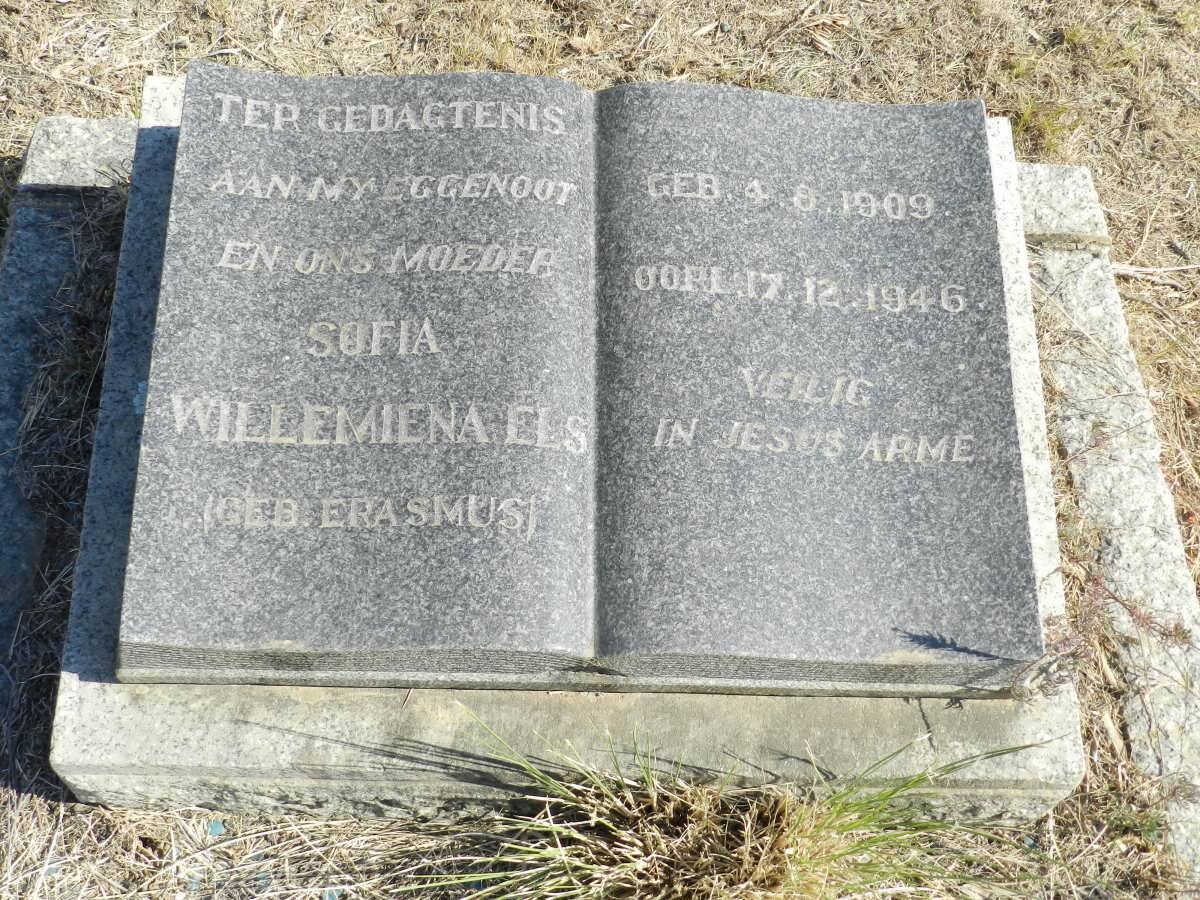 TER GEDAGTENIS
AAN MY EGGENOOT
EN ONS MOEDER
SOFIA
WILLEMIENA ELS
(GEB. ERASMUS)
GEB. 4.8.1909
OORL. 17.12.1946
VEILIG
IN JESUS ARME